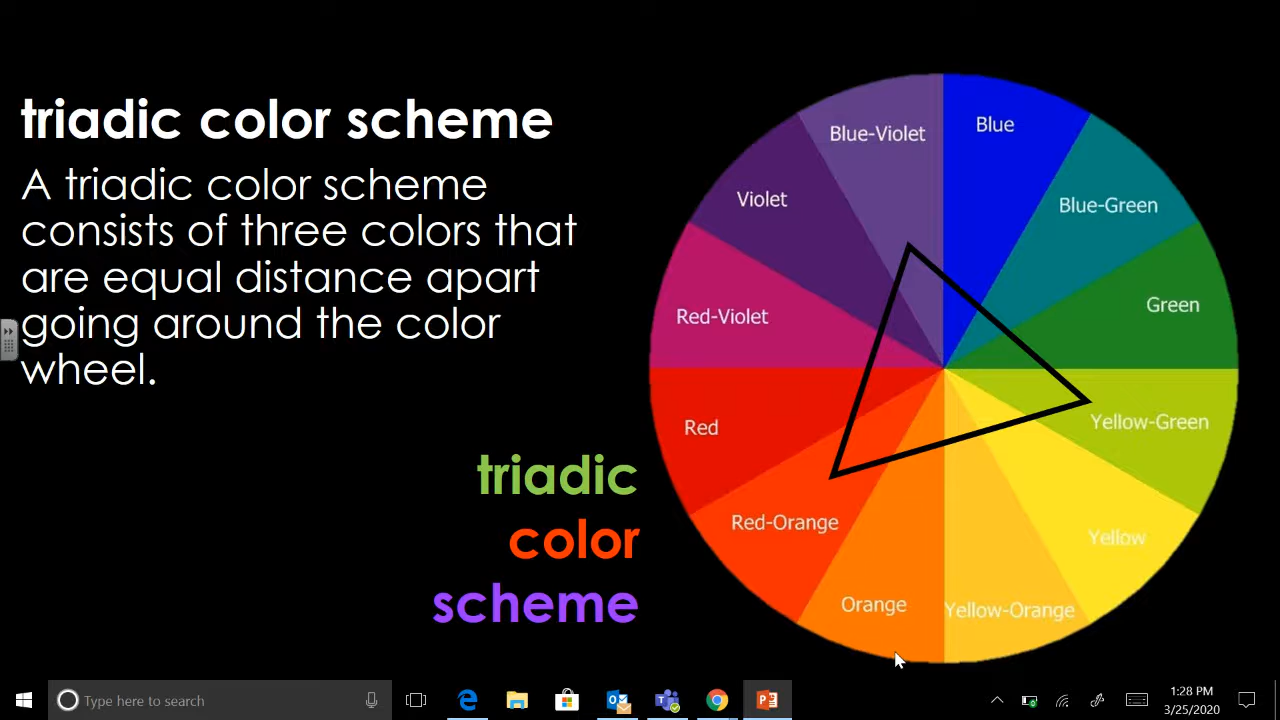 triadic color scheme
A triadic color scheme
consists of three colors that
are equal distance apart
going around the color
wheel.
triadic
color
scheme
Blue-Violet
Blue
Violet
Blue-Green
Red-Violet
Green
Red
Yellow-Green
Red-Orange
Yellow
Orange
Yellow-Orange
Type here to search
1:28 PM
3/25/2020